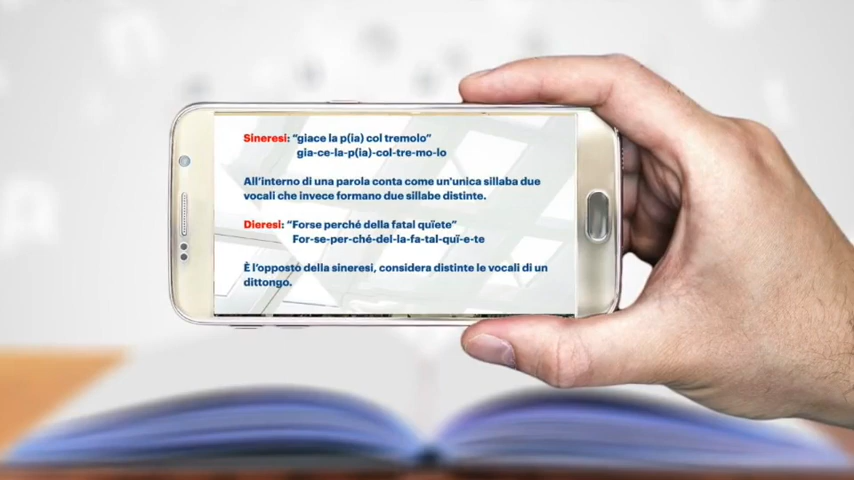 Sineresi: “giace la p(ia) col tremolo”
gia-ce-la-p(ia)-col-tre-mo-lo
All’interno di una parola conta come un'unica sillaba due
vocali che invece formano due sillabe distinte.
Dieresi: “Forse perché della fatal quïete”
For-se-per-ché-del-la-fa-tal-quï-e-te
È l’opposto della sineresi, considera distinte le vocali di un
dittongo.